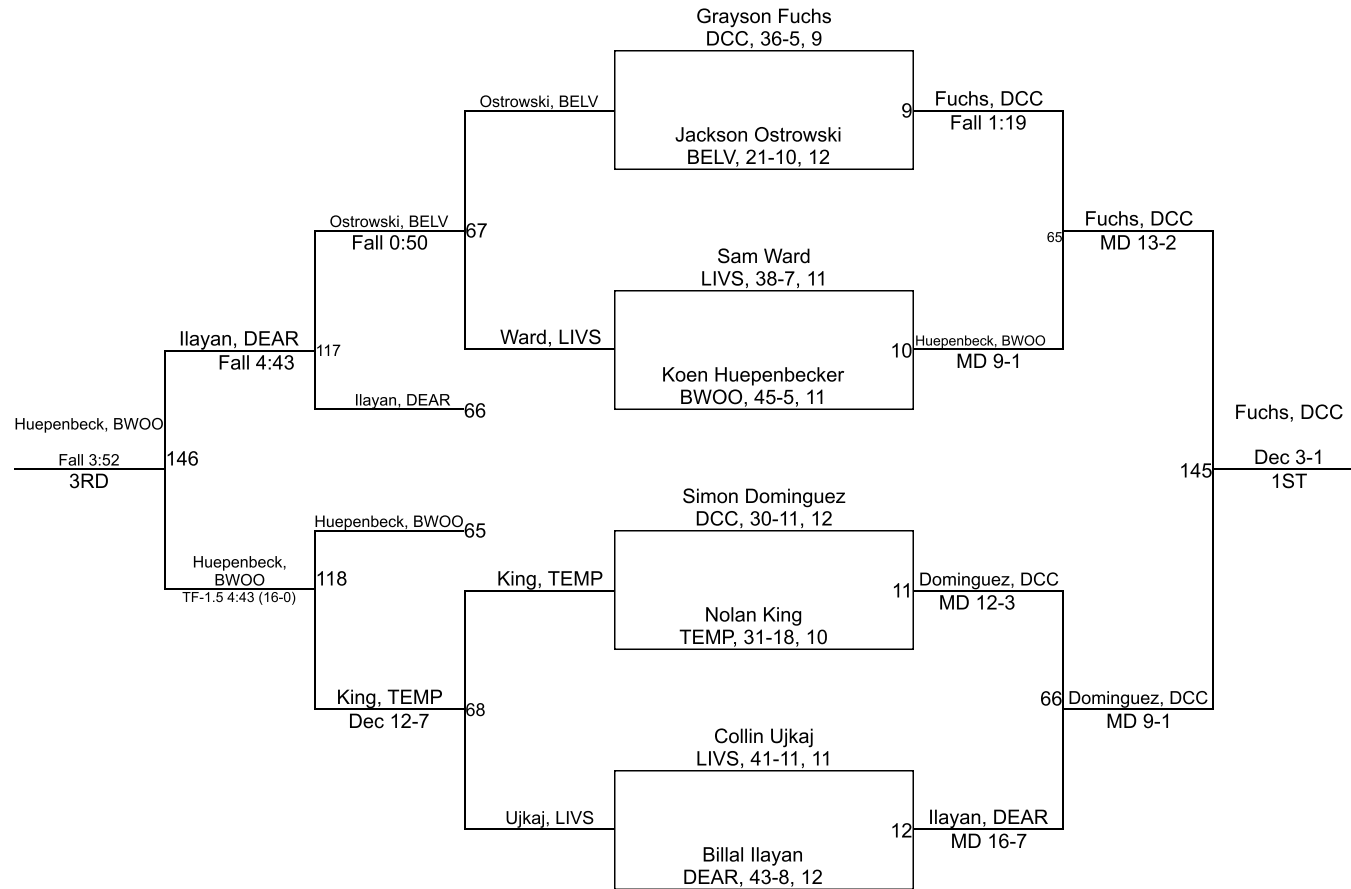 Grayson Fuchs
DCC, 36-5, 9
Ostrowski, BELV
9
Fuchs, DCC
Fall 1:19
Jackson Ostrowski
BELV, 21-10, 12
Ostrowski, BELV
Fall 0:50
67
Fuchs, DCC
65
MD 13-2
Sam Ward
LIVS, 38-7, 11
Ilayan, DEAR
Fall 4:43
117
Ward, LIVS
10
Huepenbeck, BWOO
MD 9-1
Koen Huepenbecker
BWOO, 45-5, 11
Ilayan, DEAR
66
Huepenbeck, BWOO
Fall 3:52
3RD
146
Fuchs, DCC
145
Dec 3-1
1ST
Simon Dominguez
DCC, 30-11, 12
Huepenbeck, BWOO
65
Huepenbeck,
BWOO
TF-1.5 4:43 (16-0)
118
King, TEMP
11
Dominguez, DCC
MD 12-3
Nolan King
TEMP, 31-18, 10
King, TEMP
Dec 12-7
68
66
Dominguez, DCC
MD 9-1
Collin Ujkaj
LIVS, 41-11, 11
Ujkaj, LIVS
12
Ilayan, DEAR
MD 16-7
Billal Ilayan
DEAR, 43-8, 12